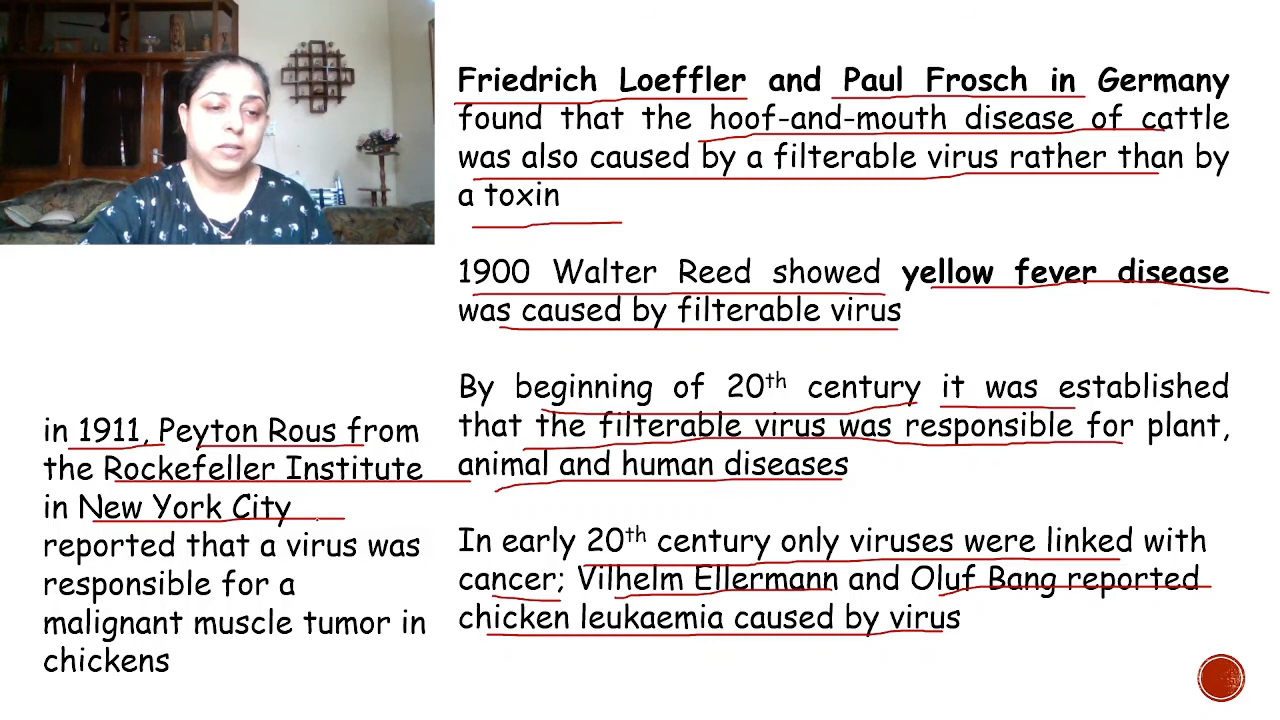 Friedrich Loeffler and Paul Frosch in Germany
found that the hoof-and-mouth disease of cattle
was also caused by a filterable virus rather than by
a toxin
1900 Walter Reed showed yellow fever disease
was caused by filterable virus
By beginning of 20th century it was established
that the filterable virus was responsible for plant,
animal and human diseases
In early 20th century only viruses were linked with
cancer; Vilhelm Ellermann and Oluf Bang reported
chicken leukaemia caused by virus
in 1911, Peyton Rous from
the Rockefeller Institute
in New York City
reported that a virus was
responsible for a
malignant muscle tumor in
chickens